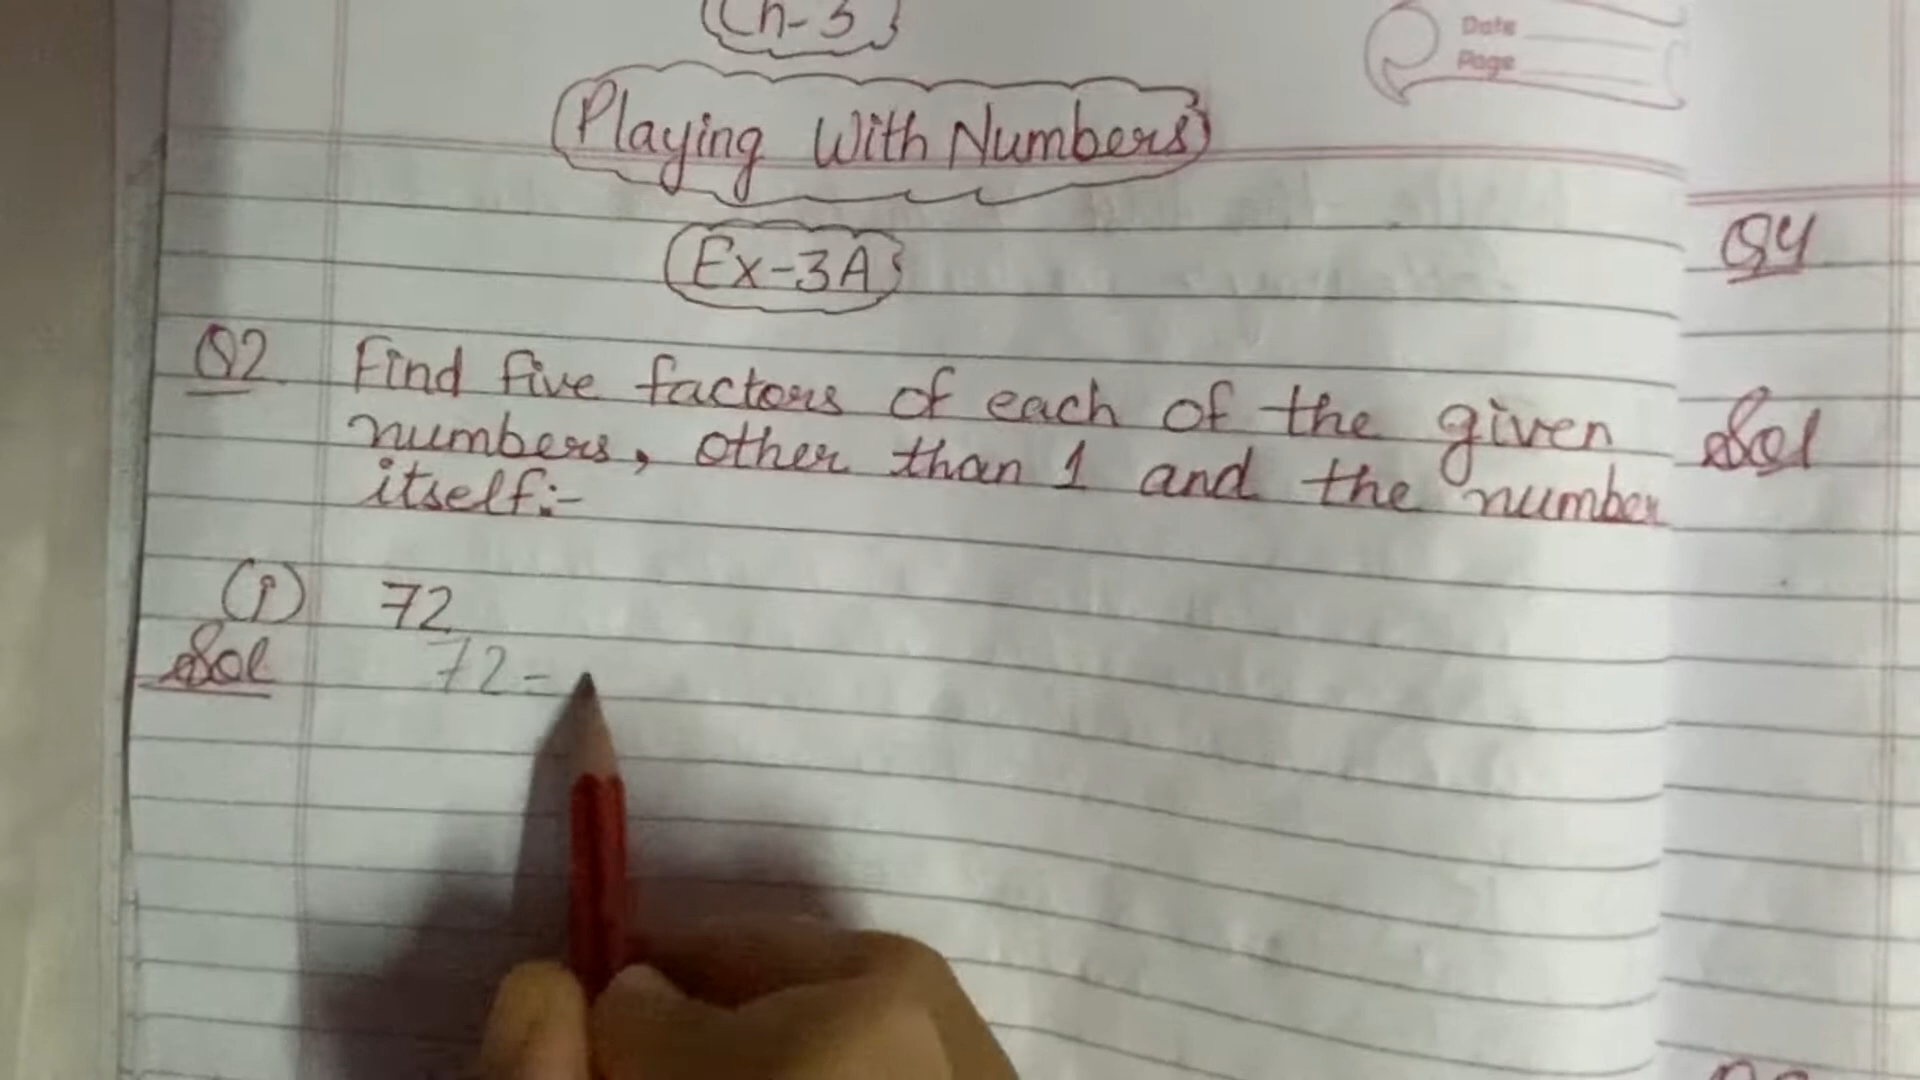 Ch-3
Date
Page
Playing With Numbers
Ex-3A
Q2 Find five factors of each of the given
numbers, other than 1 and the number
itself:-
(i) 72
Sol 72 -
Q4
Sol